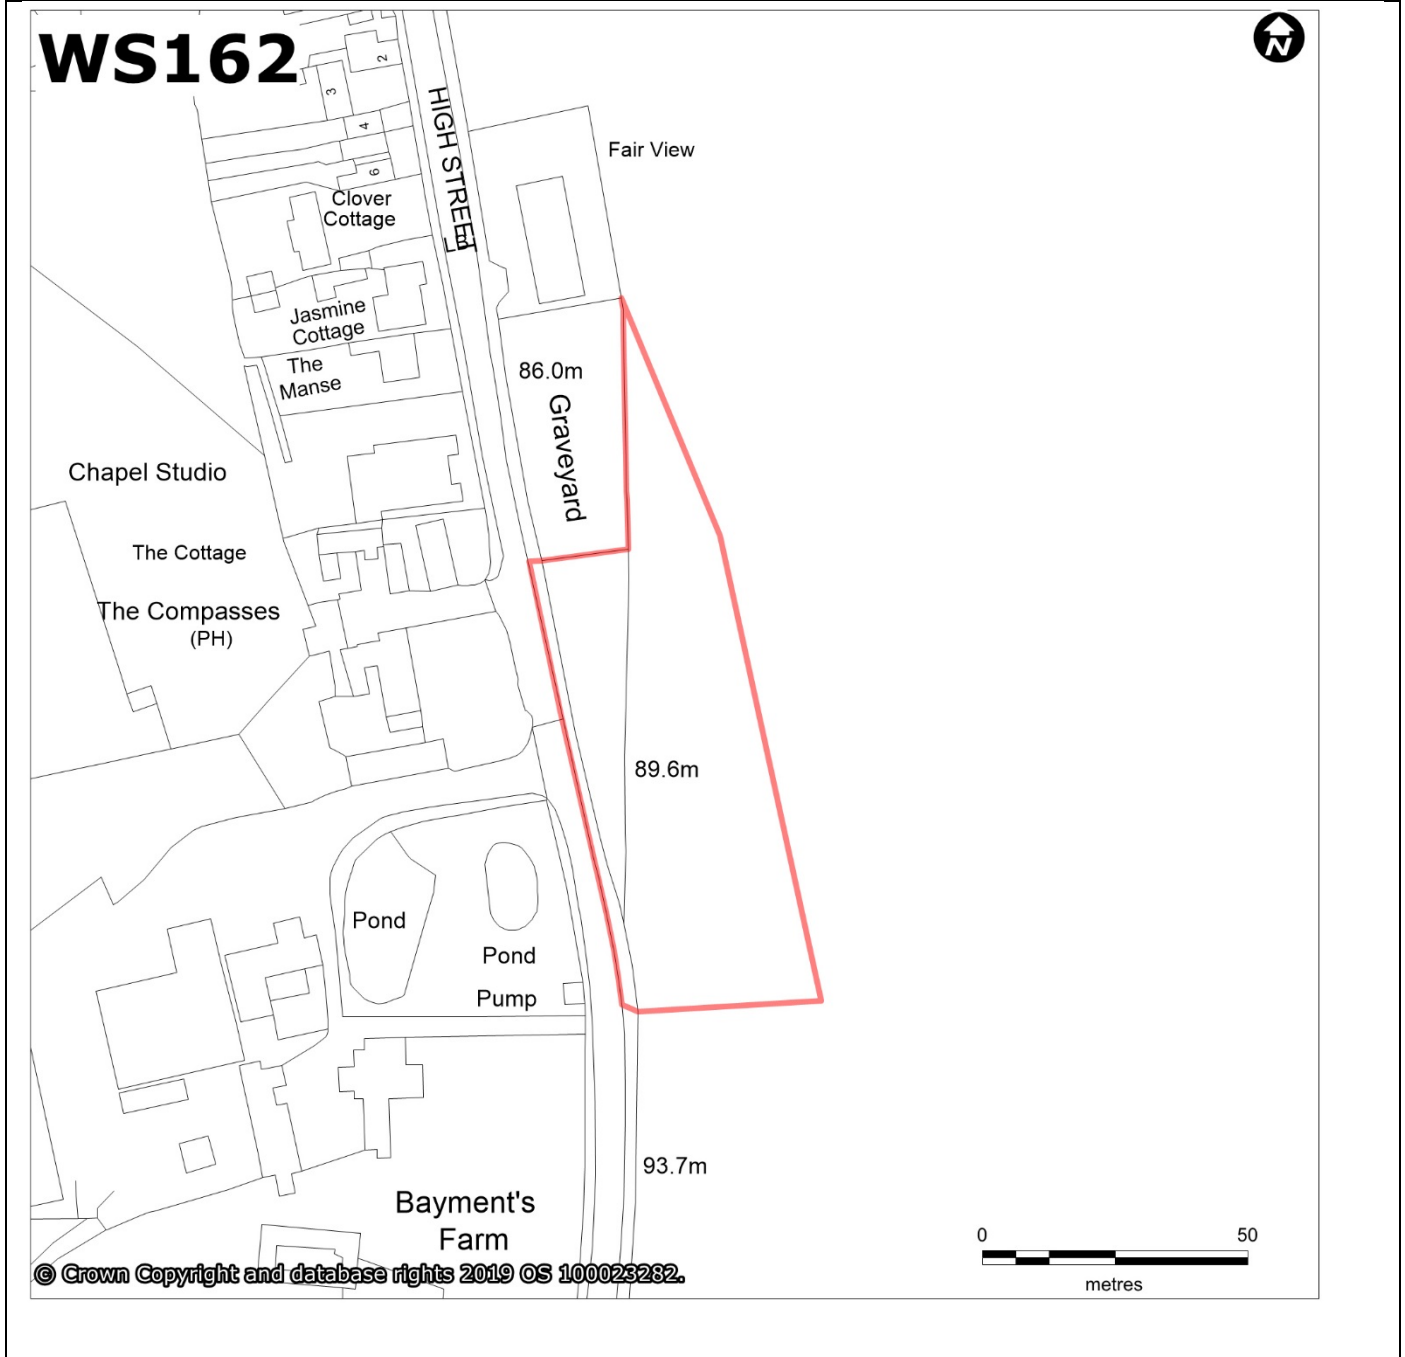 WS162
N
2
3
4
6
HIGH STREET
LB
Fair View
Clover
Cottage
Jasmine
Cottage
The
Manse
86.0m
Graveyard
Chapel Studio
The Cottage
The Compasses
(PH)
89.6m
Pond
Pond
Pump
93.7m
Bayment's
Farm
0
50
metres
© Crown Copyright and database rights 2019 OS 100023282.